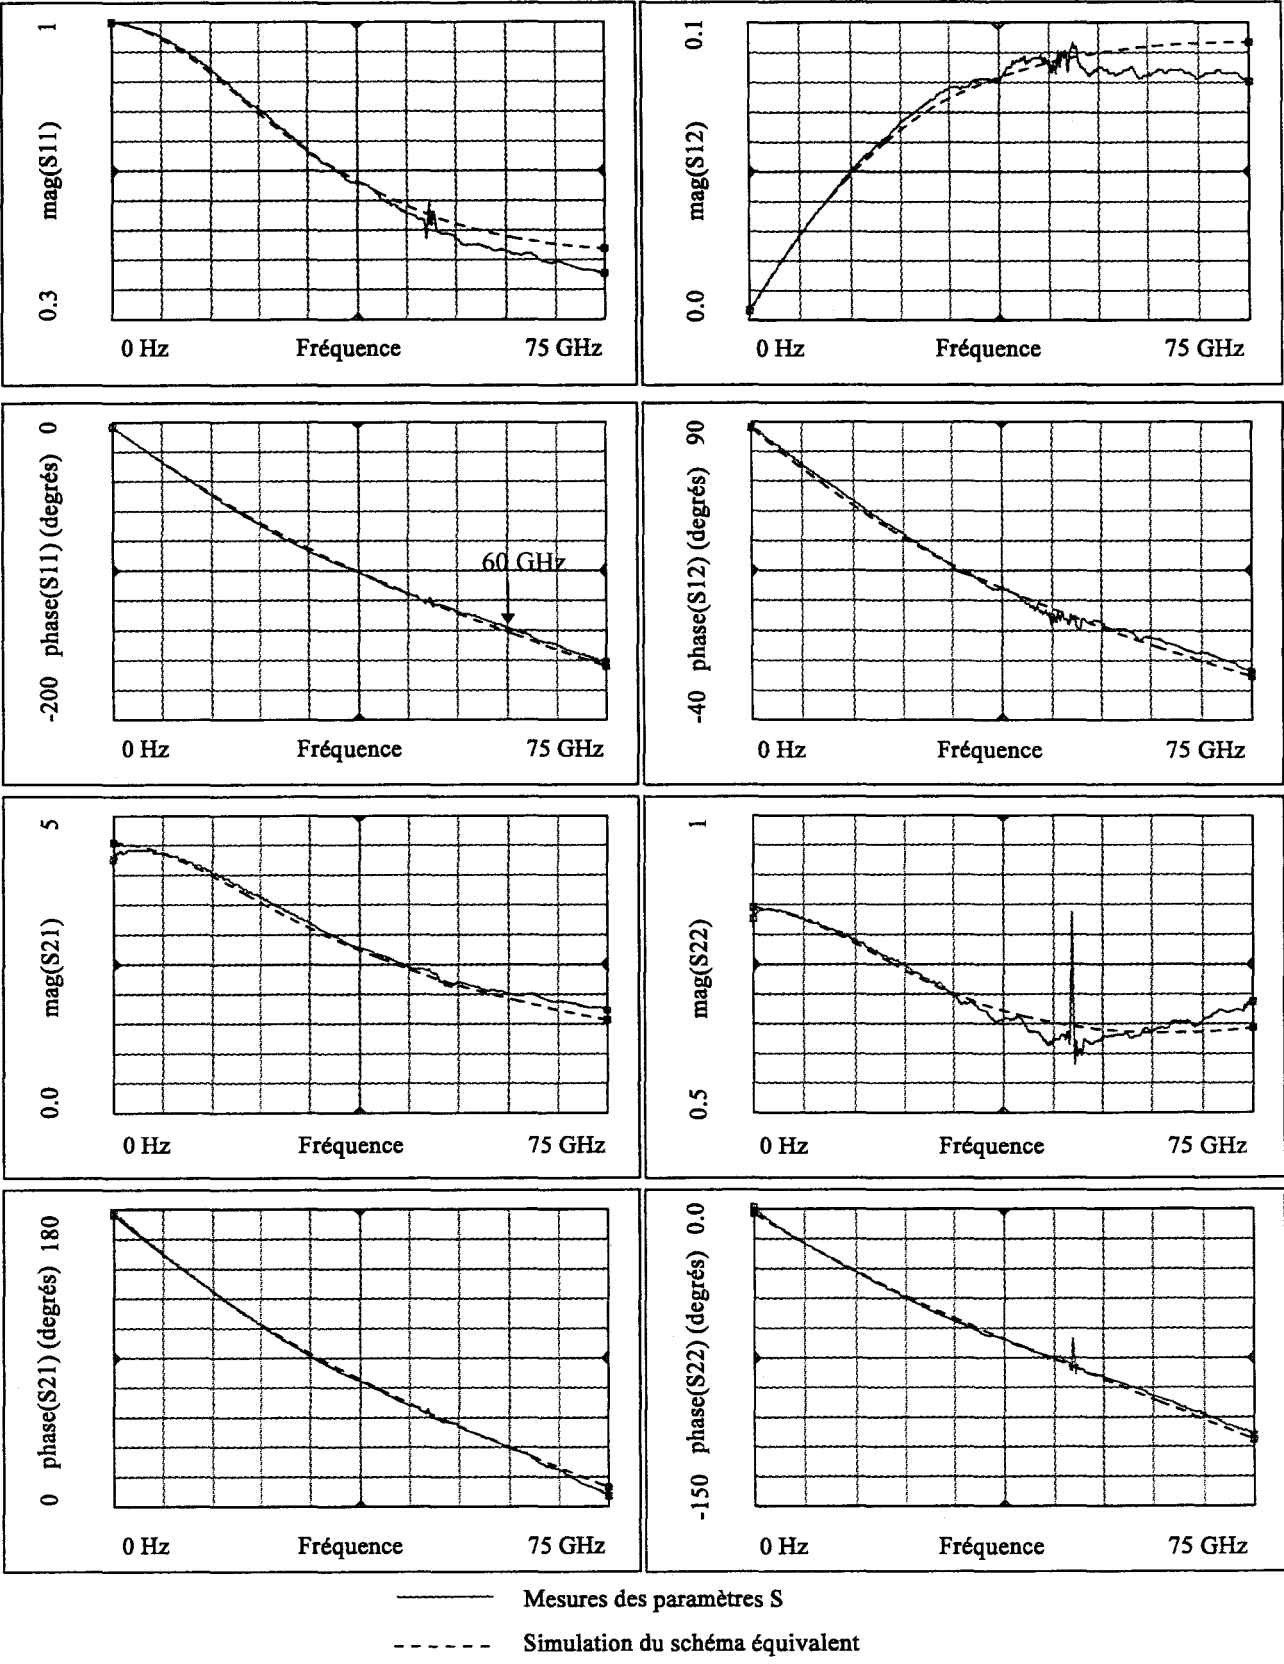 1
mag(S11)
0.3
0 Hz Fréquence 75 GHz
0.1
mag(S12)
0.0
0 Hz Fréquence 75 GHz
-200 phase(S11) (degrés) 0
60 GHz
0 Hz Fréquence 75 GHz
-40 phase(S12) (degrés) 90
0 Hz Fréquence 75 GHz
5
mag(S21)
0.0
0 Hz Fréquence 75 GHz
1
mag(S22)
0.5
0 Hz Fréquence 75 GHz
0 phase(S21) (degrés) 180
0 Hz Fréquence 75 GHz
-150 phase(S22) (degrés) 0.0
0 Hz Fréquence 75 GHz
Mesures des paramètres S
Simulation du schéma équivalent